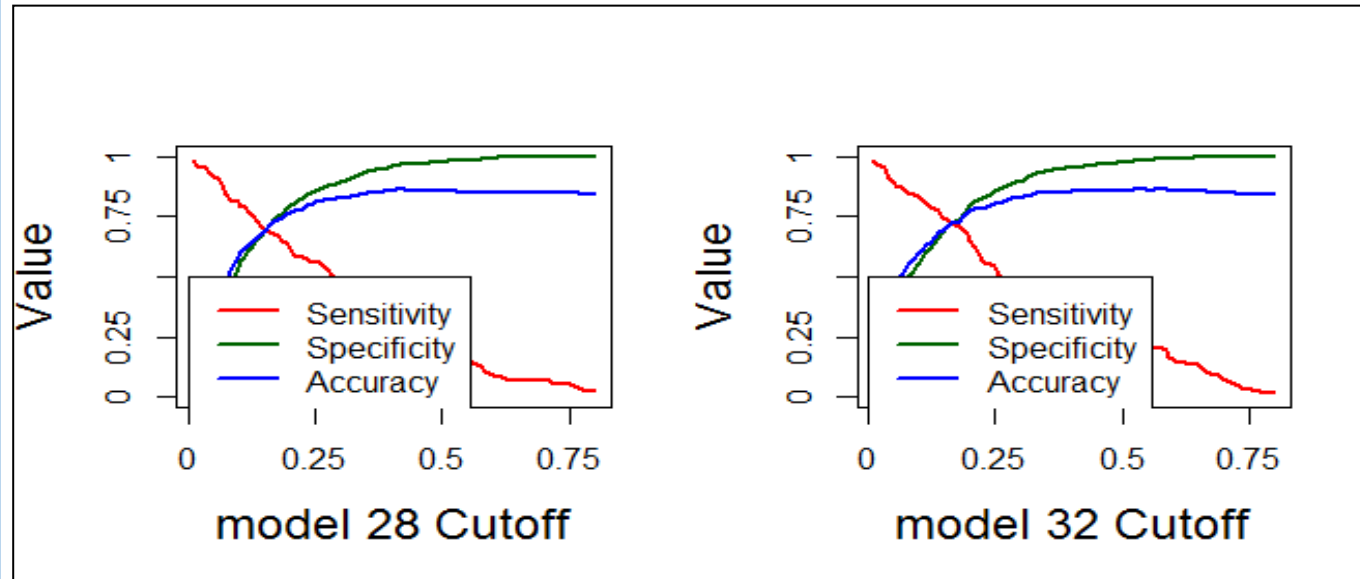 Value
1
0.75
0.25
0
Sensitivity
Specificity
Accuracy
0 0.25 0.5 0.75
model 28 Cutoff
Value
1
0.75
0.25
0
Sensitivity
Specificity
Accuracy
0 0.25 0.5 0.75
model 32 Cutoff